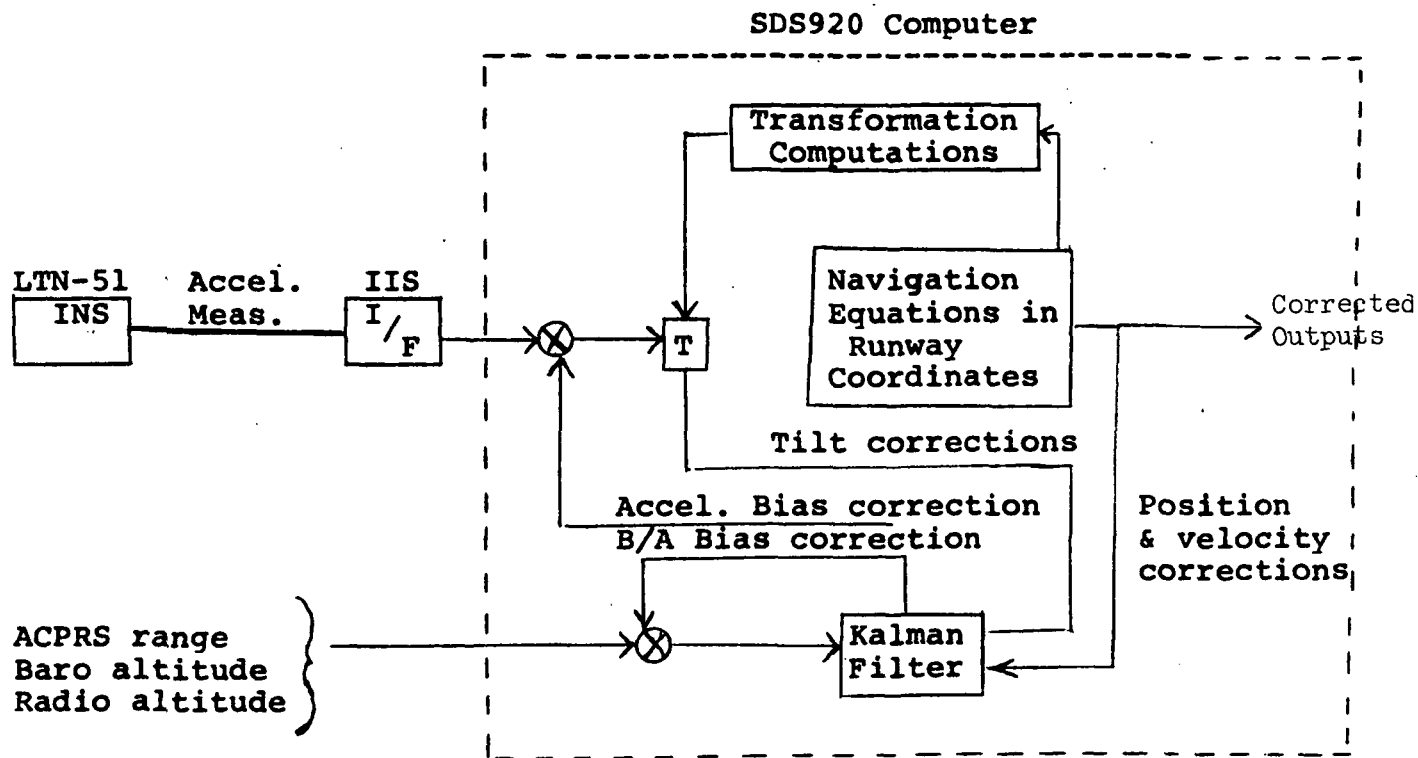 SDS920 Computer
Transformation
Computations
LTN-51
INS
Accel.
Meas.
IIS
I/F
T
Navigation
Equations in
Runway
Coordinates
Corrected
Outputs
Tilt corrections
Accel. Bias correction
B/A Bias correction
Position
& velocity
corrections
ACPRS range
Baro altitude
Radio altitude
Kalman
Filter